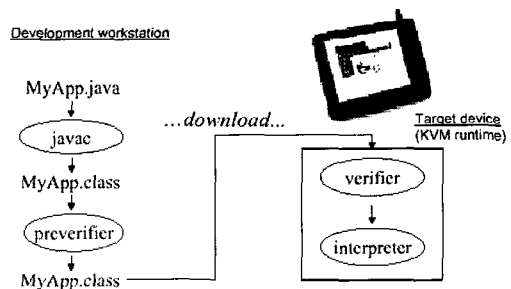 Development workstation
MyApp.java
javac
MyApp.class
preverifier
MyApp.class
...download...
Target device
(KVM runtime)
verifier
interpreter